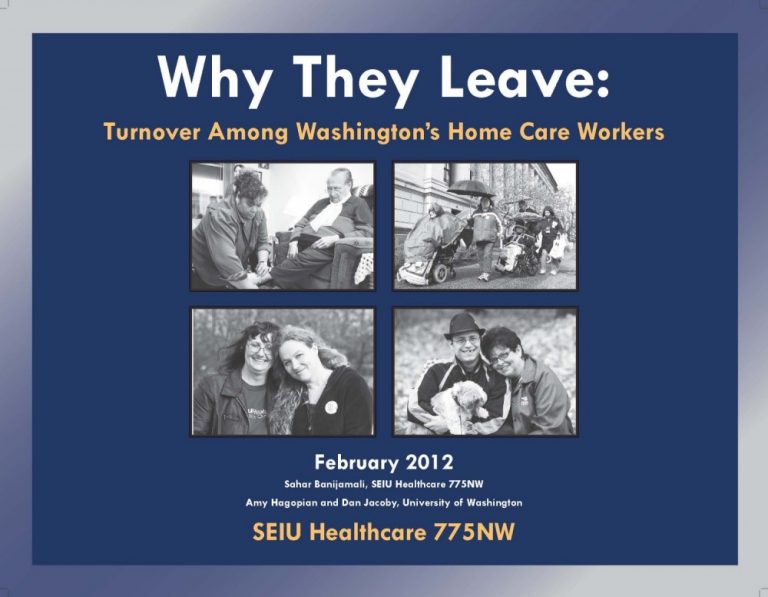 Why They Leave:
Turnover Among Washington's Home Care Workers
February 2012
Sahar Banijamali, SEIU Healthcare 775NW
Amy Hagopian and Dan Jacoby, University of Washington
SEIU Healthcare 775NW